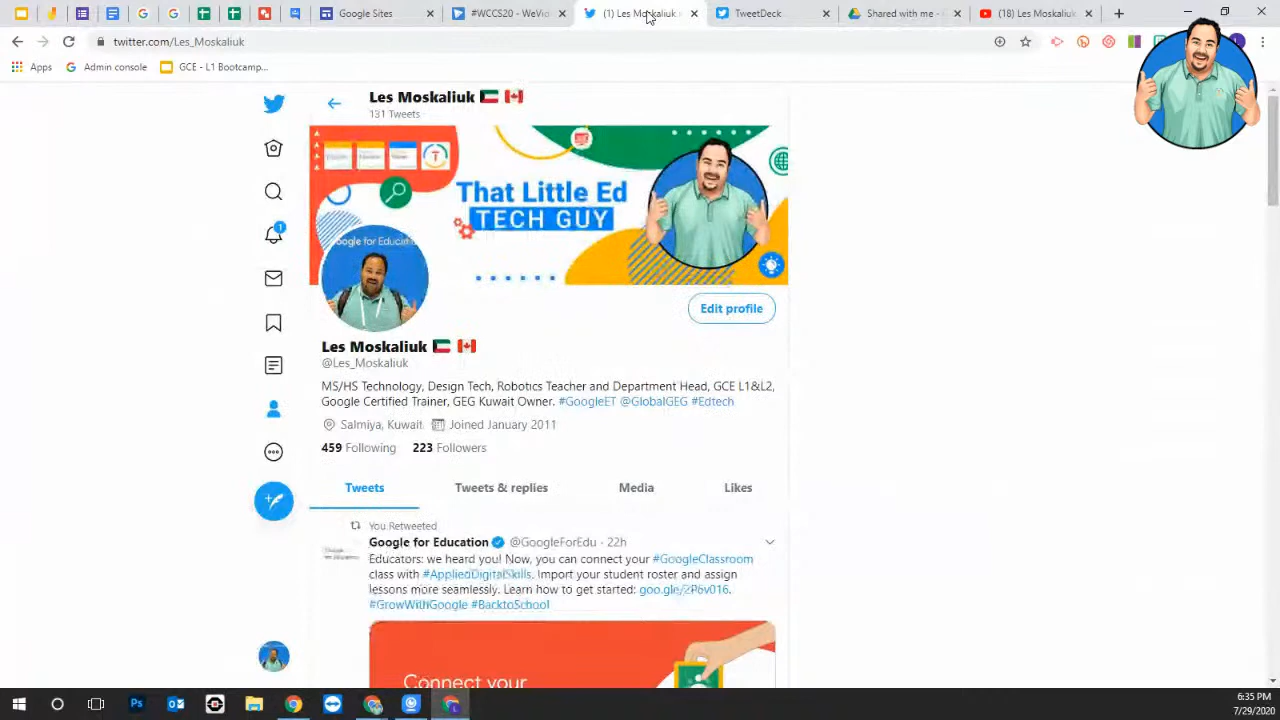 Google Sites
#WCCS20 - WeVi
(1) Les Moskaliuk
TweetDeck
Shared with me -
(18) Les Moskaliuk
twitter.com/Les_Moskaliuk
Apps
Admin console
GCE - L1 Bootcamp...
Les Moskaliuk
131 Tweets
That Little Ed
TECH GUY
Google for Educati
Edit profile
Les Moskaliuk
@Les_Moskaliuk
MS/HS Technology, Design Tech, Robotics Teacher and Department Head, GCE L1&L2,
Google Certified Trainer, GEG Kuwait Owner. #GoogleET @GlobalGEG #Edtech
Salmiya, Kuwait
Joined January 2011
459 Following
223 Followers
Tweets
Tweets & replies
Media
Likes
You Retweeted
Google for Education @GoogleForEdu · 22h
Educators: we heard you! Now, you can connect your #GoogleClassroom
class with #AppliedDigitalSkills. Import your student roster and assign
lessons more seamlessly. Learn how to get started: goo.gle/2Pov016.
#GrowWithGoogle #BacktoSchool
Connect your
1
6:35 PM
7/29/2020